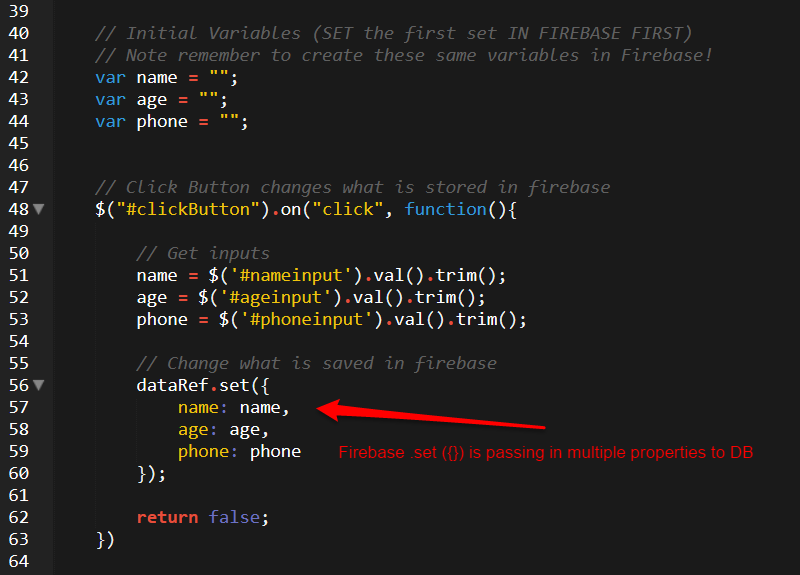 39
40 // Initial Variables (SET the first set IN FIREBASE FIRST)
41 // Note remember to create these same variables in Firebase!
42 var name = "";
43 var age = "";
44 var phone = "";
45
46
47 // Click Button changes what is stored in firebase
48 $("#clickButton").on("click", function(){
49
50 // Get inputs
51 name = $('#nameinput').val().trim();
52 age = $('#ageinput').val().trim();
53 phone = $('#phoneinput').val().trim();
54
55 // Change what is saved in firebase
56 dataRef.set({
57 name: name,
58 age: age,
59 phone: phone
Firebase .set ({}) is passing in multiple properties to DB
60 });
61
62 return false;
63 })
64